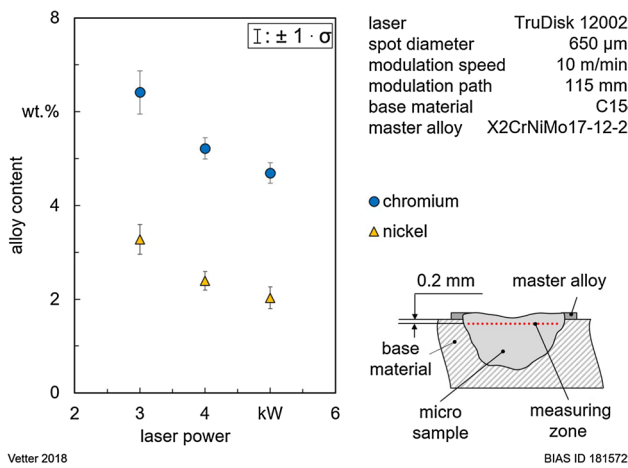 8
I: ± 1 · σ
wt.%
4
2
0
2
3
4
kW
6
alloy content
laser power
laser TruDisk 12002
spot diameter 650 µm
modulation speed 10 m/min
modulation path 115 mm
base material C15
master alloy X2CrNiMo17-12-2
chromium
nickel
0.2 mm
master alloy
base
material
micro
sample
measuring
zone
Vetter 2018
BIAS ID 181572